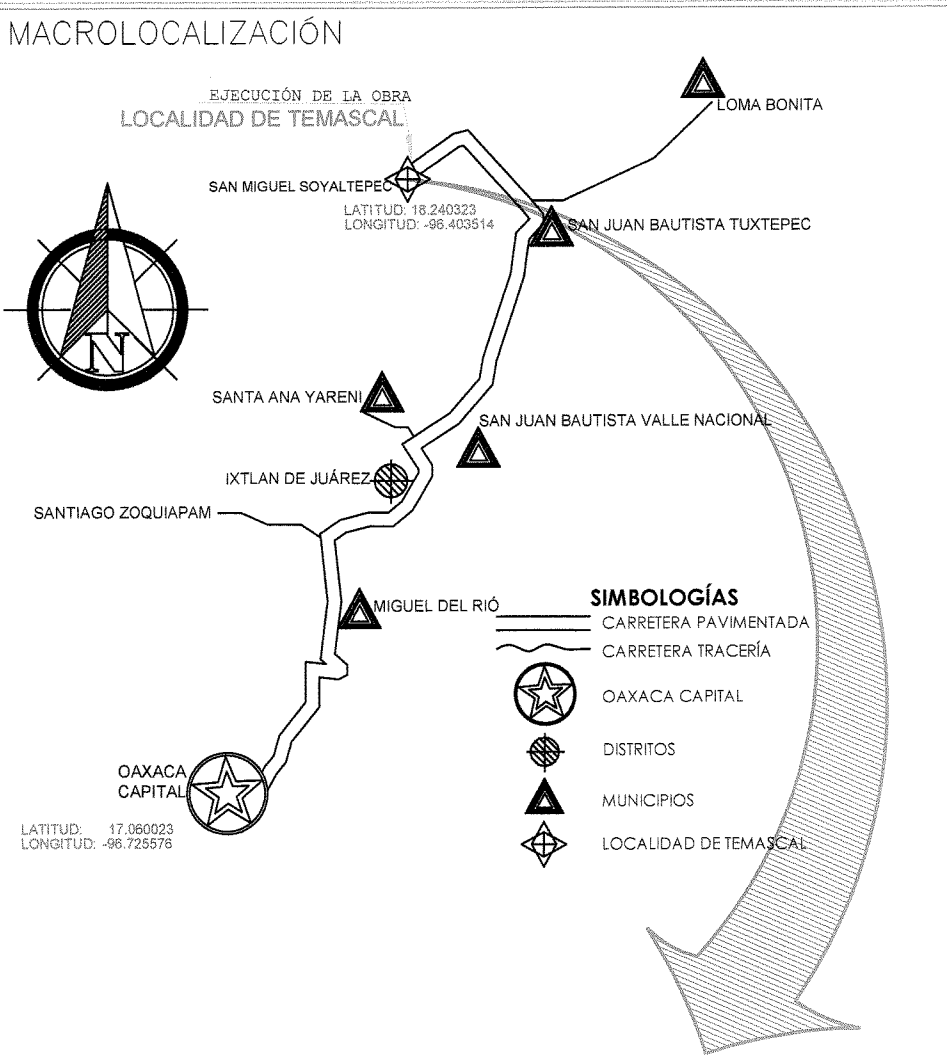 MACROLOCALIZACIÓN
EJECUCIÓN DE LA OBRA
LOCALIDAD DE TEMASCAL
LOMA BONITA
SAN MIGUEL SOYALTEPEC
LATITUD: 18.240323
LONGITUD: -96.403514
SAN JUAN BAUTISTA TUXTEPEC
N
SANTA ANA YARENI
SAN JUAN BAUTISTA VALLE NACIONAL
IXTLAN DE JUÁREZ
SANTIAGO ZOQUIAPAM
MIGUEL DEL RIÓ
SIMBOLOGÍAS
CARRETERA PAVIMENTADA
CARRETERA TRACERÍA
OAXACA CAPITAL
DISTRITOS
MUNICIPIOS
LOCALIDAD DE TEMASCAL
OAXACA
CAPITAL
LATITUD: 17.060023
LONGITUD: -96.725576